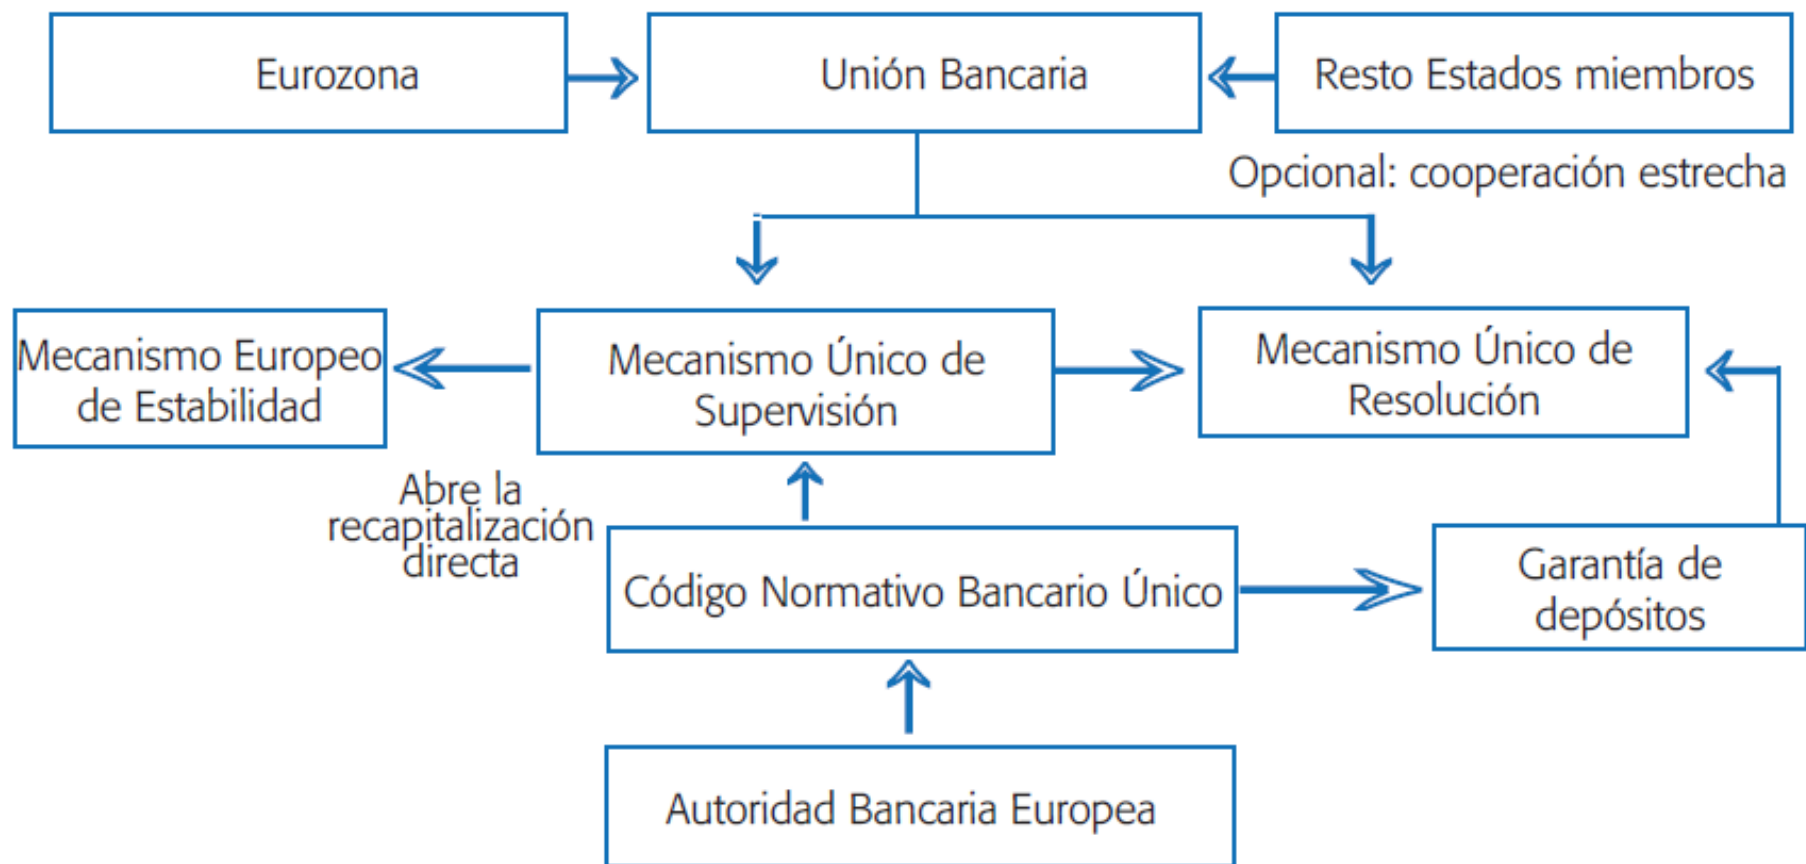 Eurozona
Unión Bancaria
Resto Estados miembros
Opcional: cooperación estrecha
Mecanismo Europeo
de Estabilidad
Mecanismo Único de
Supervisión
Mecanismo Único de
Resolución
Abre la
recapitalización
directa
Código Normativo Bancario Único
Garantía de
depósitos
Autoridad Bancaria Europea